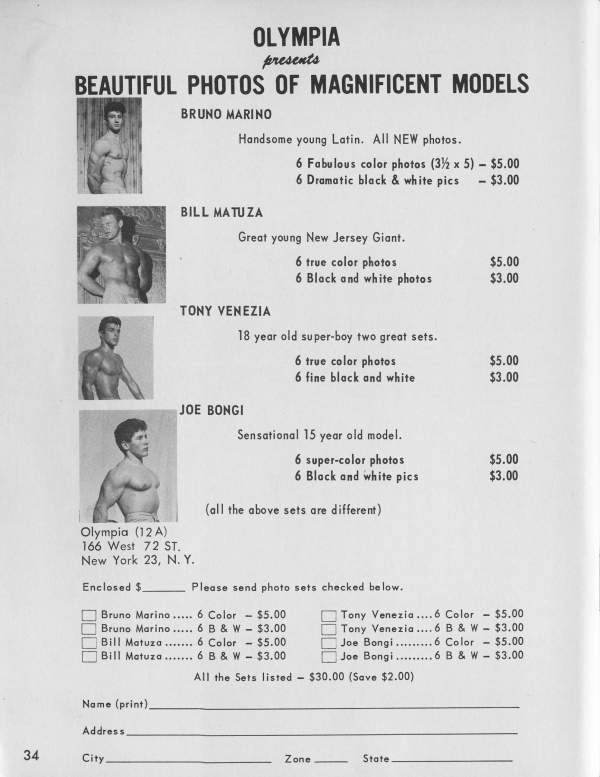 OLYMPIA
presents
BEAUTIFUL PHOTOS OF MAGNIFICENT MODELS
BRUNO MARINO
Handsome young Latin. All NEW photos.
6 Fabulous color photos (3½ x 5) – $5.00
6 Dramatic black & white pics – $3.00
BILL MATUZA
Great young New Jersey Giant.
6 true color photos $5.00
6 Black and white photos $3.00
TONY VENEZIA
18 year old super-boy two great sets.
6 true color photos $5.00
6 fine black and white $3.00
JOE BONGI
Sensational 15 year old model.
6 super-color photos $5.00
6 Black and white pics $3.00
(all the above sets are different)
Olympia (12A)
166 West 72 ST.
New York 23, N.Y.
Enclosed $______ Please send photo sets checked below.
Bruno Marino..... 6 Color – $5.00
Bruno Marino..... 6 B & W – $3.00
Bill Matuza....... 6 Color – $5.00
Bill Matuza....... 6 B & W – $3.00
Tony Venezia.... 6 Color – $5.00
Tony Venezia.... 6 B & W – $3.00
Joe Bongi......... 6 Color – $5.00
Joe Bongi......... 6 B & W – $3.00
All the Sets listed – $30.00 (Save $2.00)
Name (print)
Address
City Zone State
34